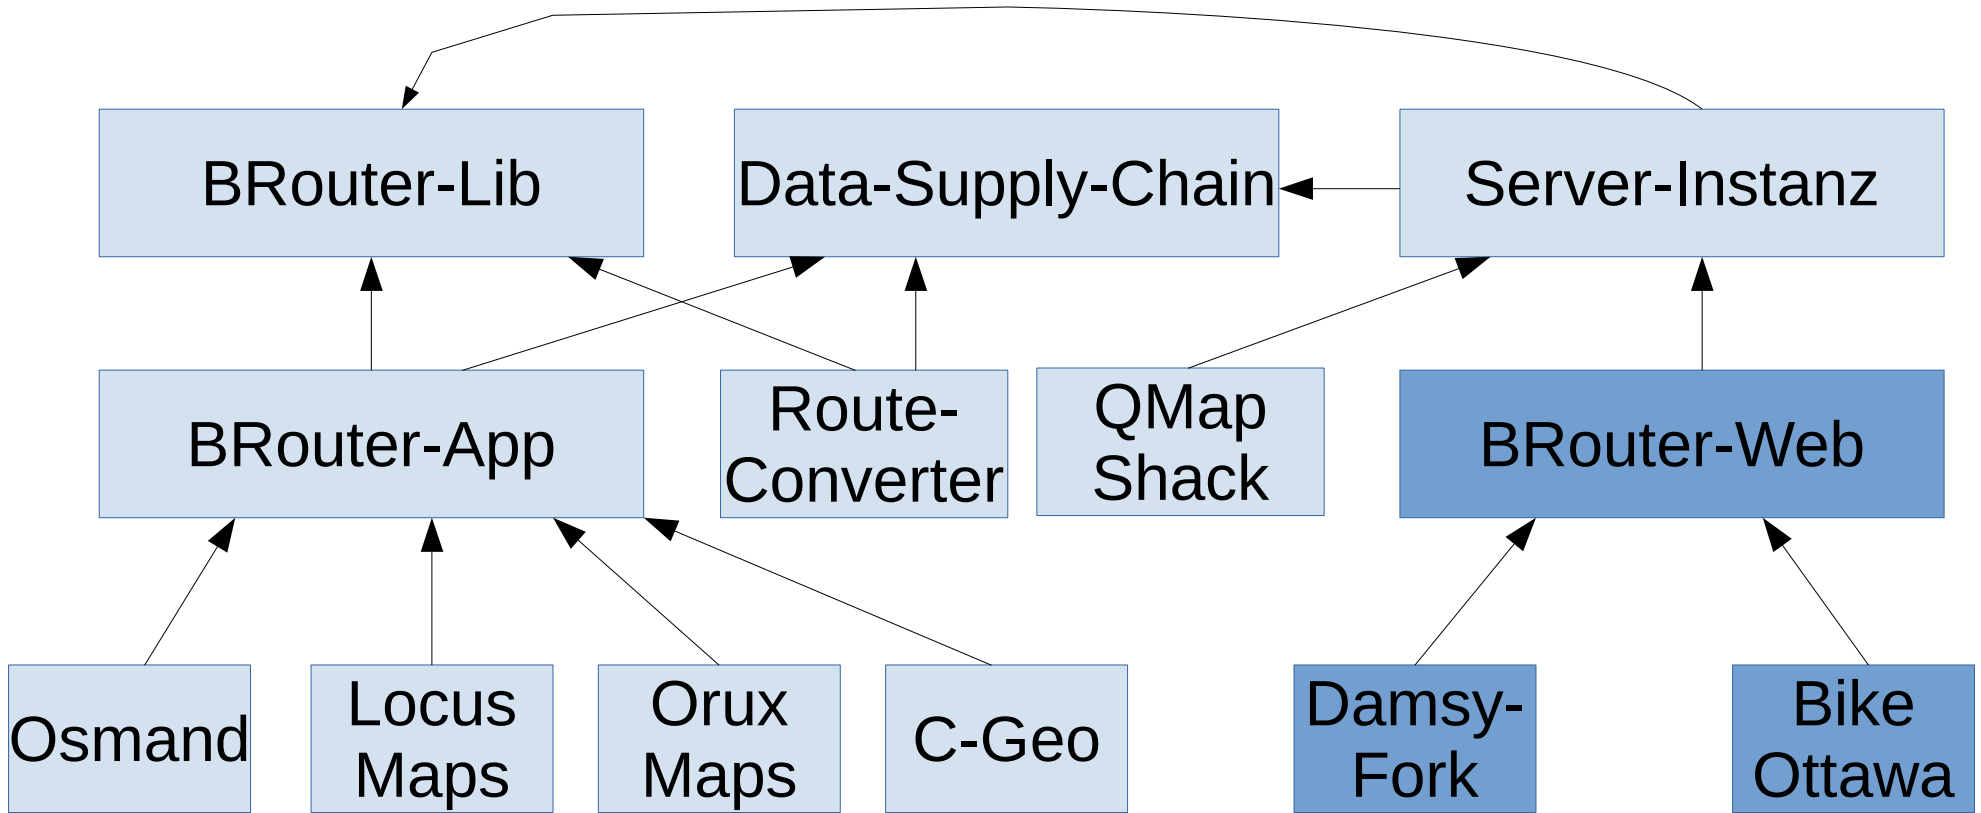 BRouter-Lib
Data-Supply-Chain
Server-Instanz
BRouter-App
Route-
Converter
QMap
Shack
BRouter-Web
Osmand
Locus
Maps
Orux
Maps
C-Geo
Damsy-
Fork
Bike
Ottawa